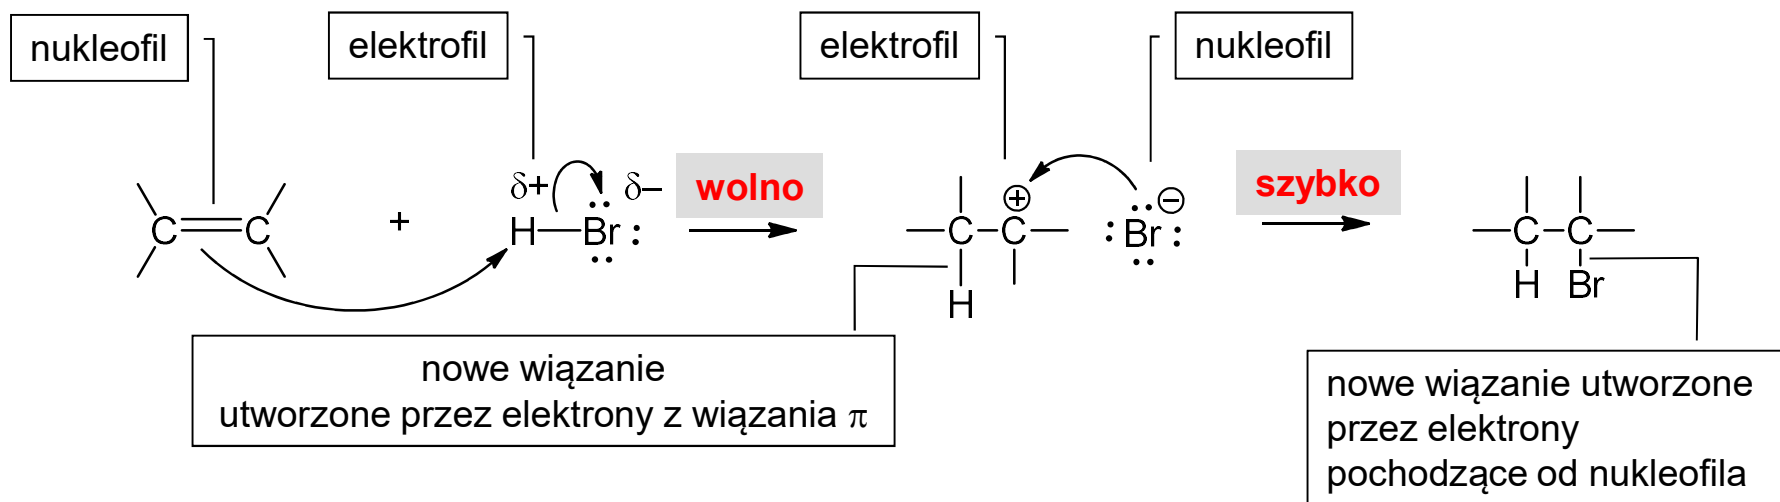 nukleofil
elektrofil
elektrofil
nukleofil
δ+ δ–
wolno
szybko
C=C + H–Br:
C–C ⊕ :Br: ⊖
H
C–C
H Br
nowe wiązanie
utworzone przez elektrony z wiązania π
nowe wiązanie utworzone
przez elektrony
pochodzące od nukleofila